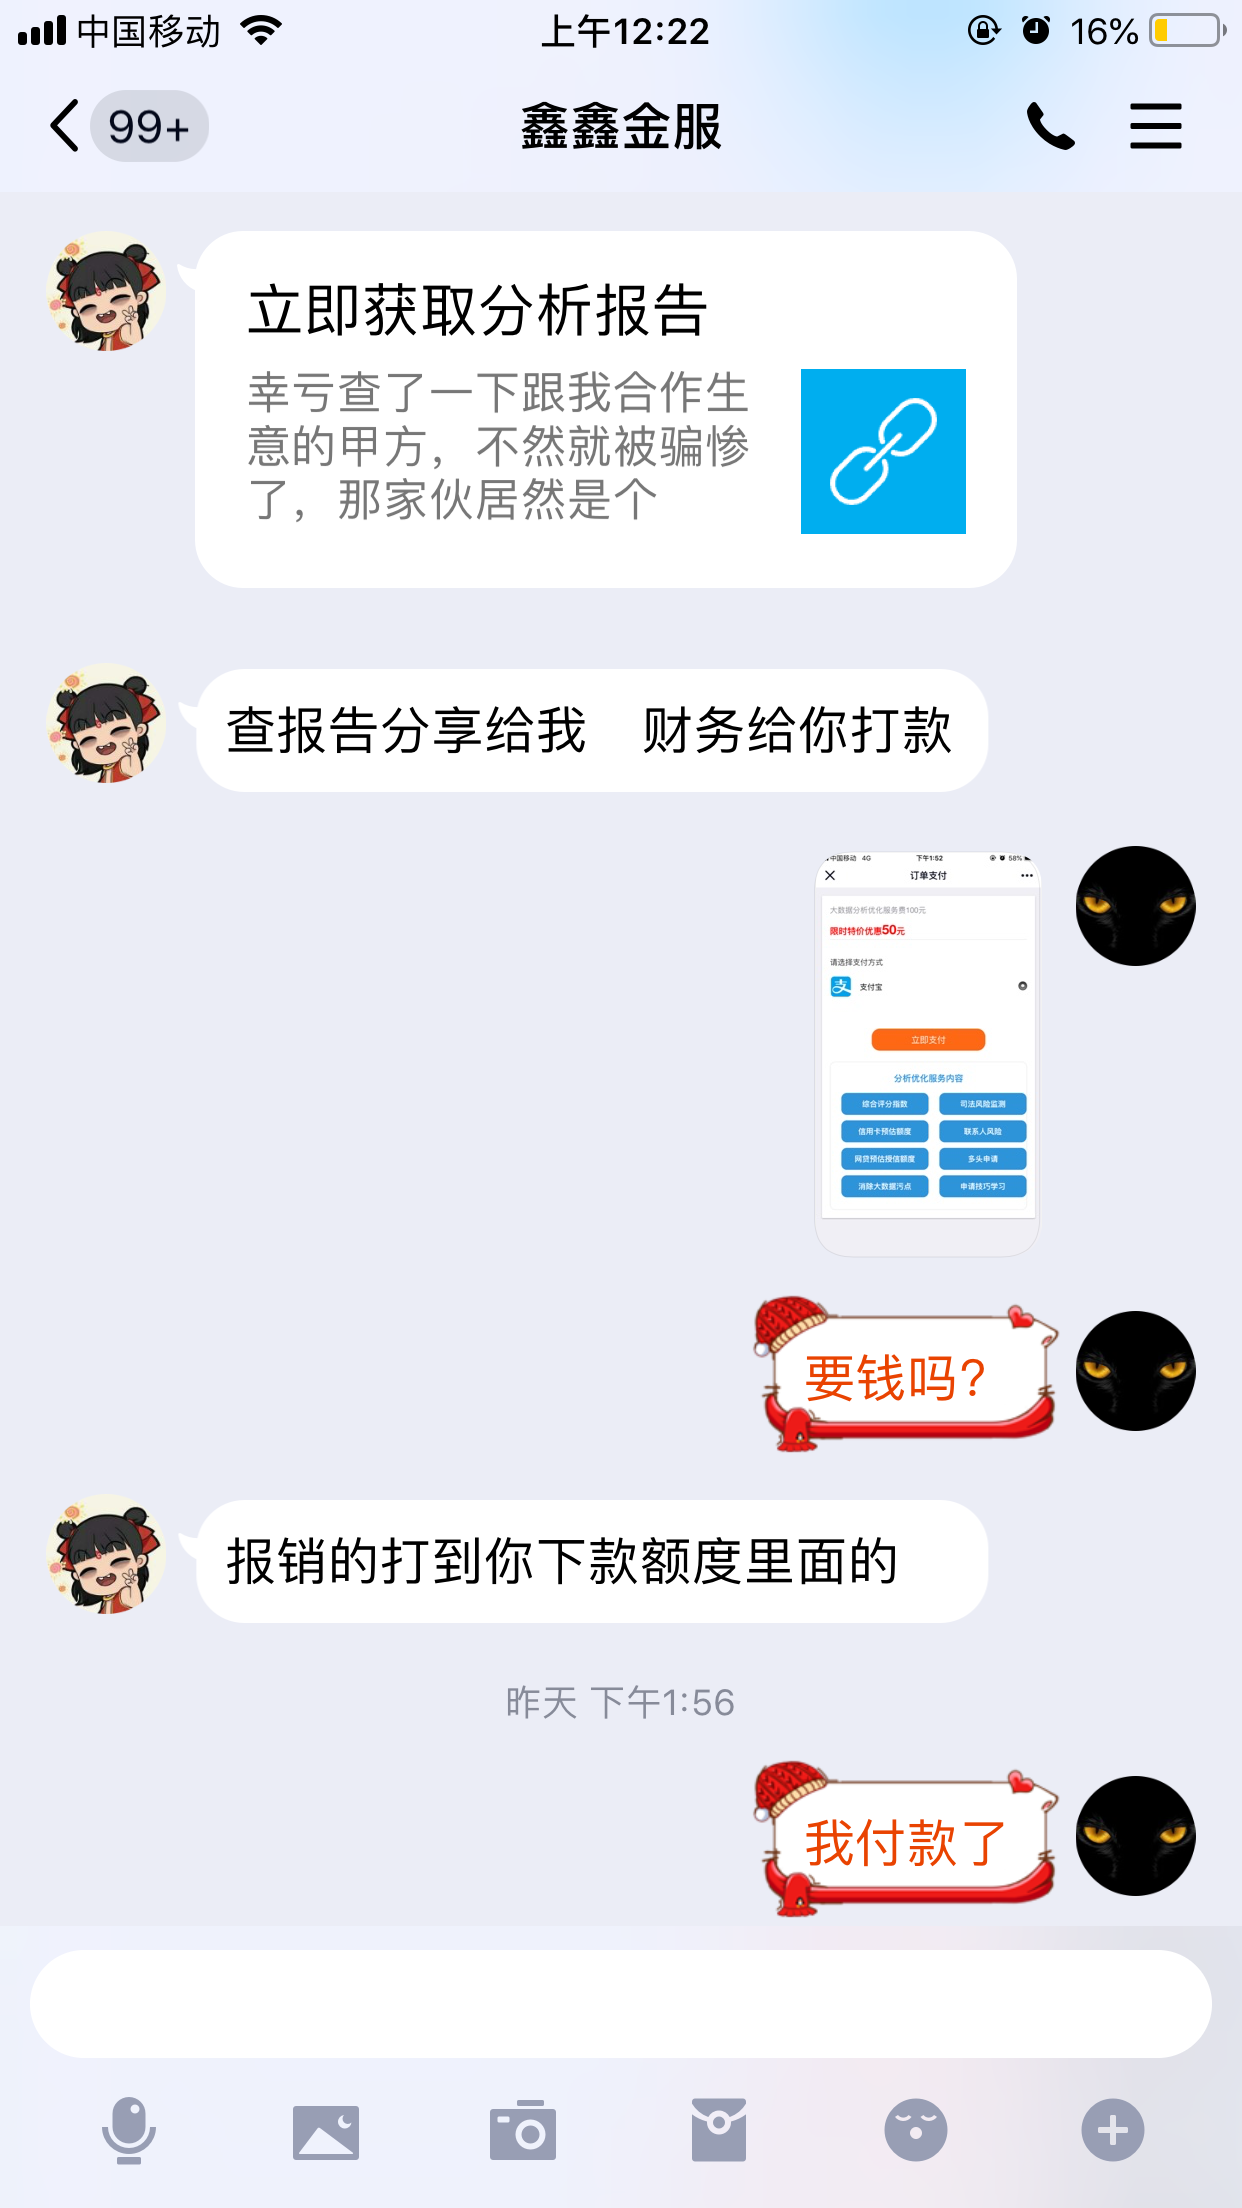 中国移动
上午12:22
16%
99+
鑫鑫金服
立即获取分析报告
幸亏查了一下跟我合作生
意的甲方，不然就被骗惨
了，那家伙居然是个
查报告分享给我　财务给你打款
中国移动 4G 下午1:52 58%
订单支付
大数据分析优化服务费100元
限时特价优惠50元
请选择支付方式
支 支付宝
立即支付
分析优化服务内容
综合评分指数 司法风险监测
信用卡预估额度 联系人风险
网贷预估授信额度 多头申请
消除大数据污点 申请技巧学习
要钱吗?
报销的打到你下款额度里面的
昨天 下午1:56
我付款了